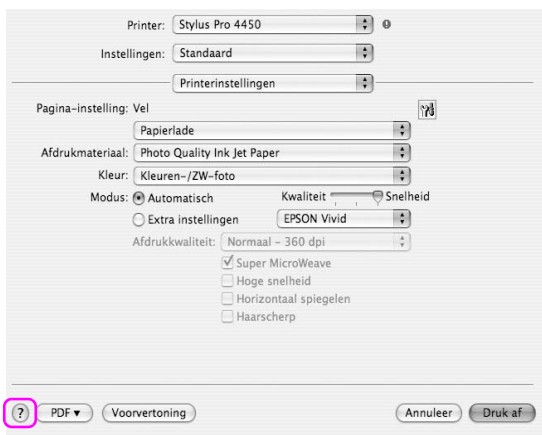 Printer: Stylus Pro 4450
Instellingen: Standaard
Printerinstellingen
Pagina-instelling: Vel
Papierlade
Afdrukmateriaal: Photo Quality Ink Jet Paper
Kleur: Kleuren-/ZW-foto
Modus: Automatisch Kwaliteit Snelheid
Extra instellingen EPSON Vivid
Afdrukkwaliteit: Normaal - 360 dpi
Super MicroWeave
Hoge snelheid
Horizontaal spiegelen
Haarscherp
? PDF ▼ Voorvertoning Annuleer Druk af